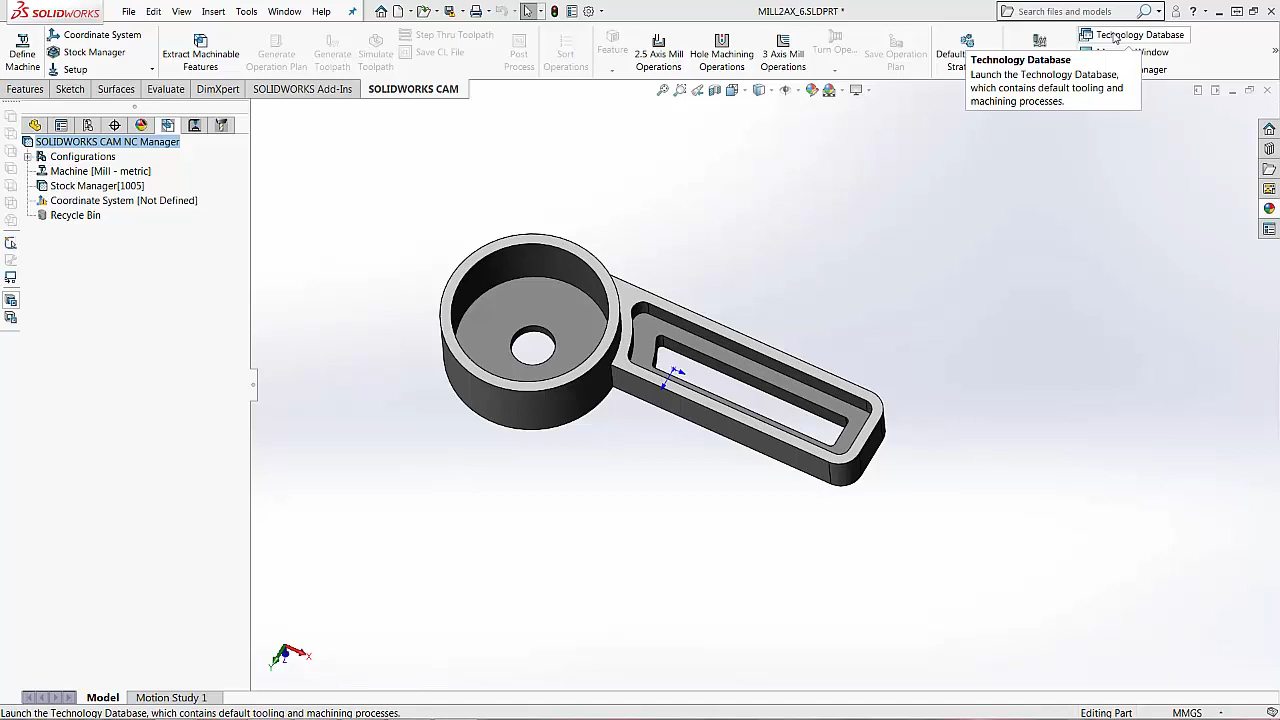 SOLIDWORKS File Edit View Insert Tools Window Help MILL2AX_6.SLDPRT * Search files and models ?
Define Machine
Coordinate System
Stock Manager
Setup
Extract Machinable Features
Generate Operation Plan
Generate Toolpath
Simulate Toolpath
Step Thru Toolpath
Save CL File
Post Process
Sort Operations
Feature
2.5 Axis Mill Operations
Hole Machining Operations
3 Axis Mill Operations
Turn Ope...
Save Operation Plan
Default
Technology Database
Window
Technology Database
Launch the Technology Database,
which contains default tooling and
machining processes.
Features Sketch Surfaces Evaluate DimXpert SOLIDWORKS Add-Ins SOLIDWORKS CAM
SOLIDWORKS CAM NC Manager
Configurations
Machine [Mill - metric]
Stock Manager[1005]
Coordinate System [Not Defined]
Recycle Bin
X
Y
Z
Model Motion Study 1
Launch the Technology Database, which contains default tooling and machining processes. Editing Part MMGS